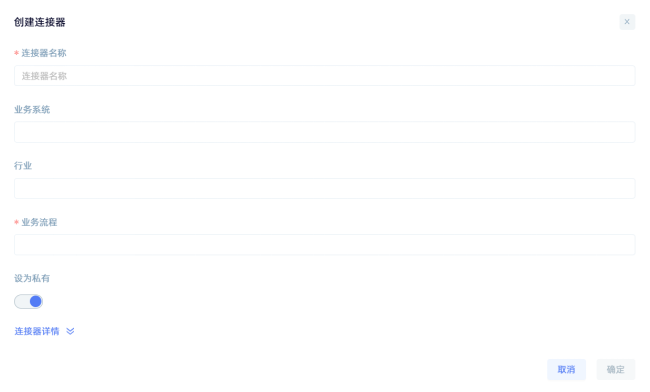 创建连接器
x
* 连接器名称
连接器名称
业务系统
行业
* 业务流程
设为私有
连接器详情
取消 确定